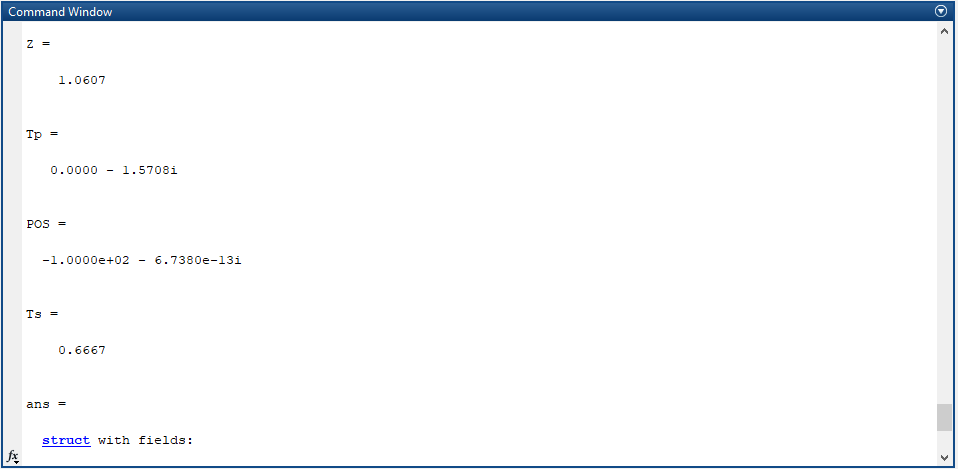 Command Window
Z =
1.0607
Tp =
0.0000 - 1.5708i
POS =
-1.0000e+02 - 6.7380e-13i
Ts =
0.6667
ans =
struct with fields:
fx